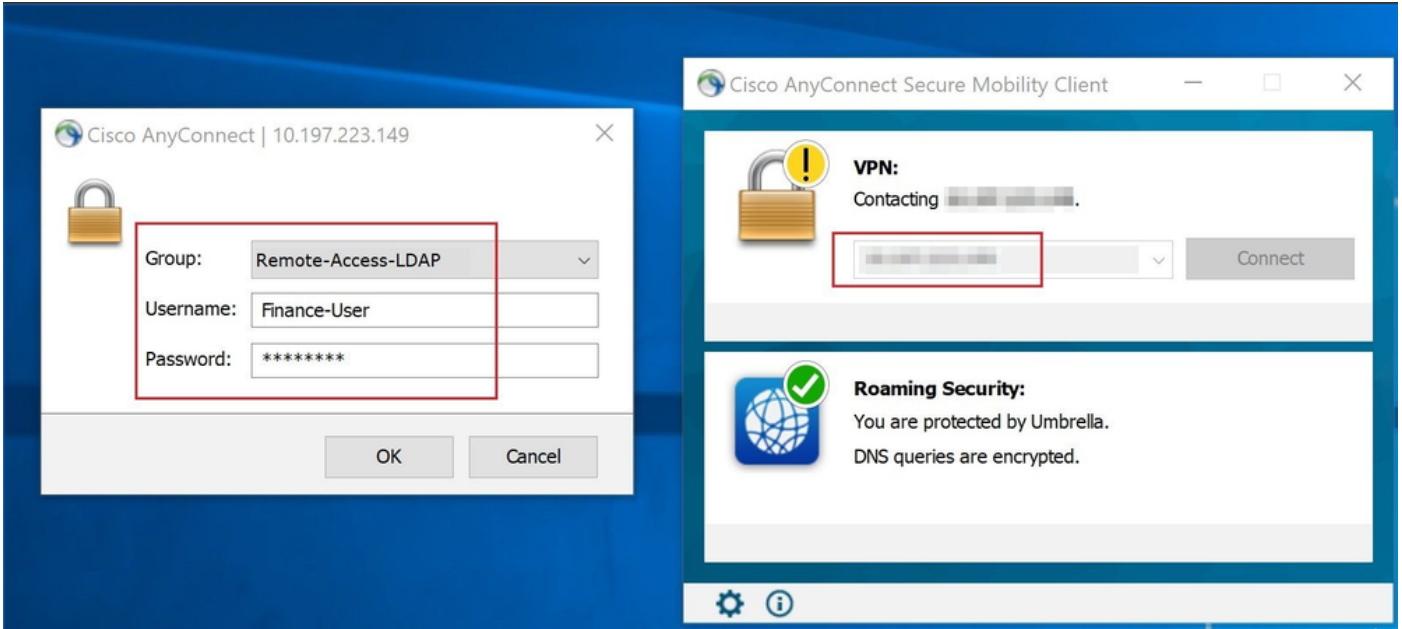 Cisco AnyConnect | 10.197.223.149
Group: Remote-Access-LDAP
Username: Finance-User
Password: ********
OK Cancel
Cisco AnyConnect Secure Mobility Client
VPN:
Contacting .
Connect
Roaming Security:
You are protected by Umbrella.
DNS queries are encrypted.